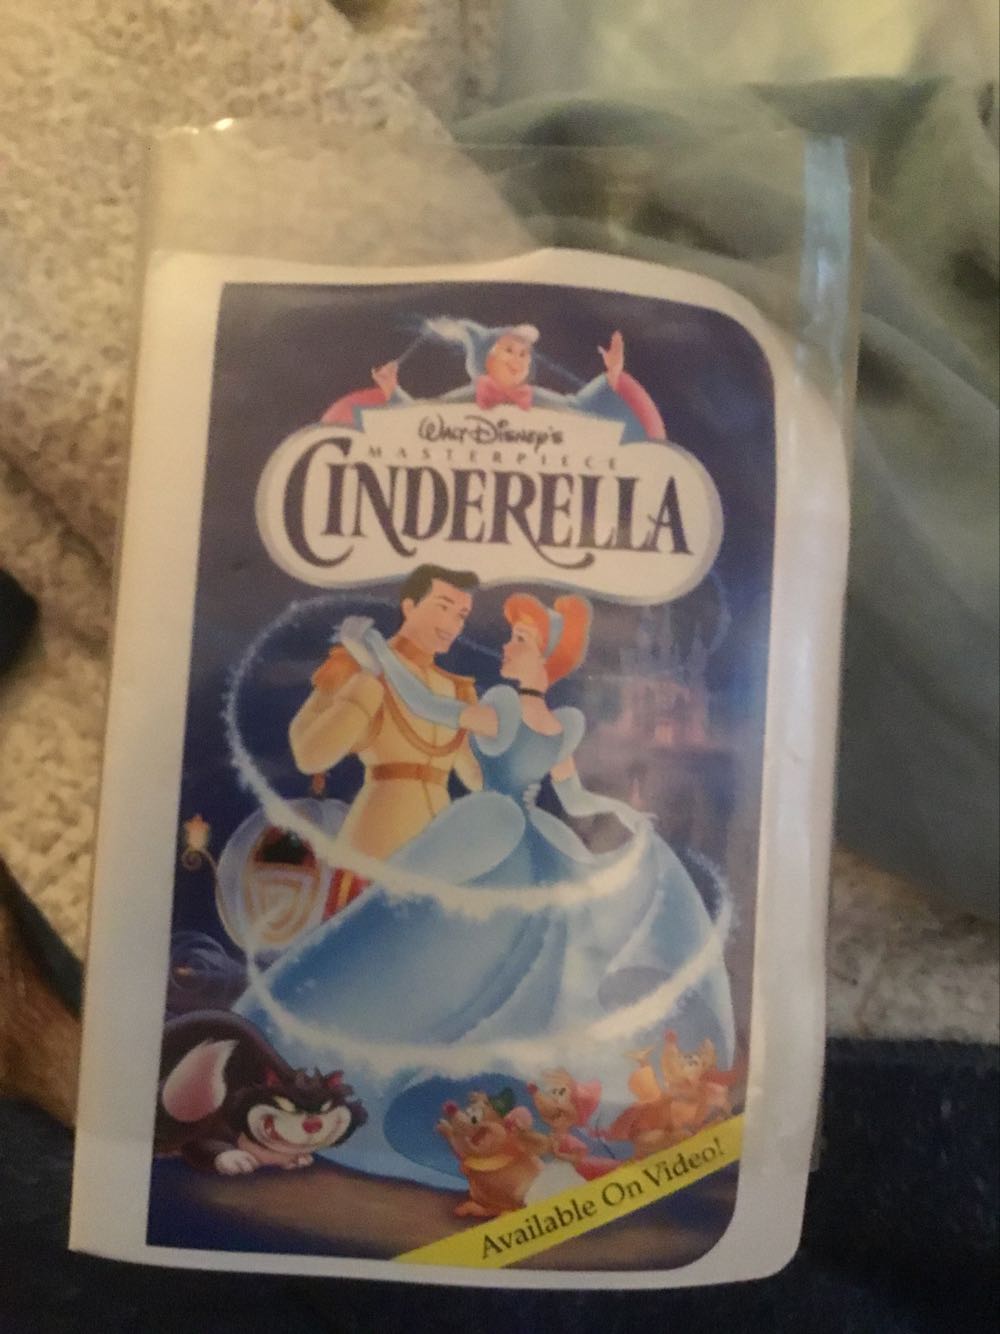 Walt Disney's
MASTERPIECE
CINDERELLA
Available On Video!